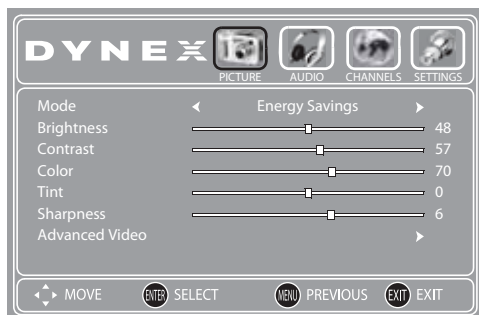 DYNEX
PICTURE AUDIO CHANNELS SETTINGS
Mode Energy Savings
Brightness 48
Contrast 57
Color 70
Tint 0
Sharpness 6
Advanced Video
MOVE ENTER SELECT MENU PREVIOUS EXIT EXIT